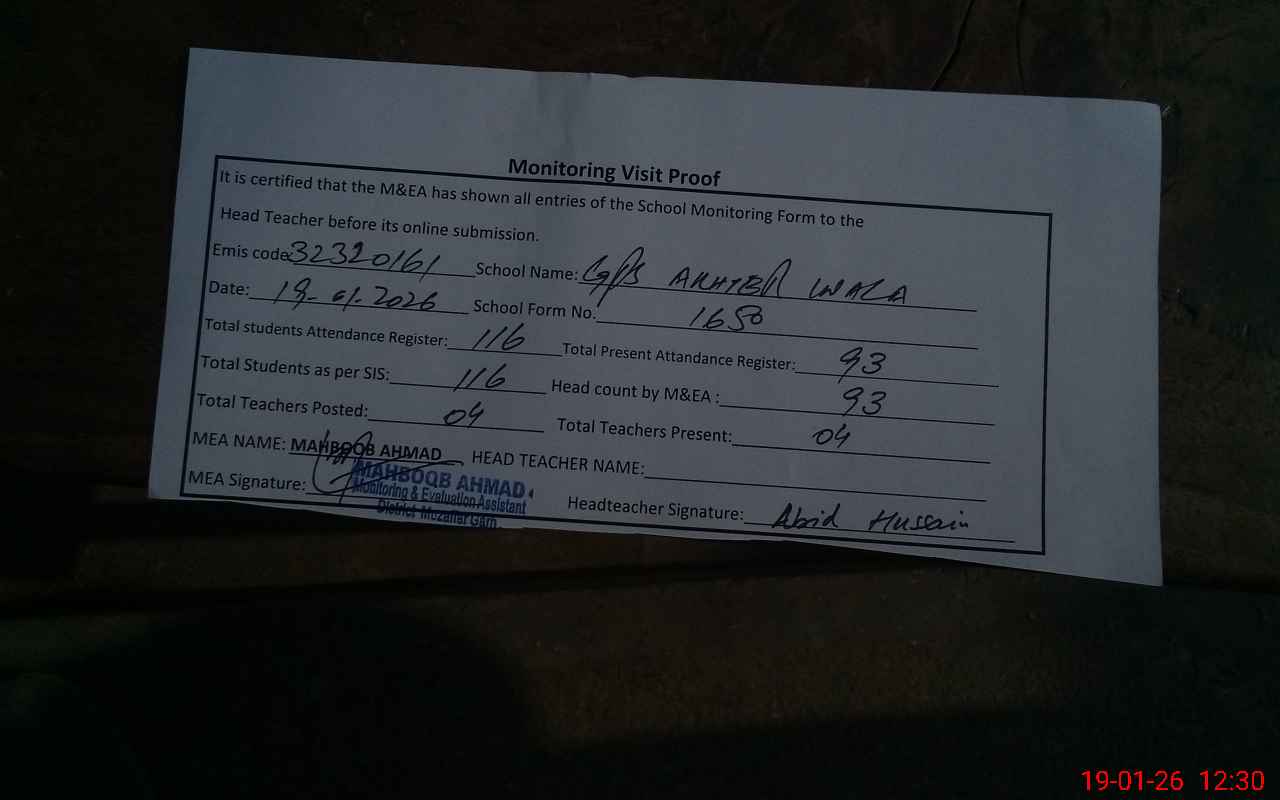 Monitoring Visit Proof
It is certified that the M&EA has shown all entries of the School Monitoring Form to the
Head Teacher before its online submission.
Emis code: 32320161 School Name: GPS AKHTER WALA
Date: 19-01-2026 School Form No: 1650
Total students Attendance Register: 116 Total Present Attandance Register: 93
Total Students as per SIS: 116 Head count by M&EA : 93
Total Teachers Posted: 04 Total Teachers Present: 04
MEA NAME: MAHBOQB AHMAD HEAD TEACHER NAME:
MEA Signature: Headteacher Signature: Abid Hussain
MAHBOQB AHMAD
Monitoring & Evaluation Assistant
District Muzaffar Garh
19-01-26 12:30